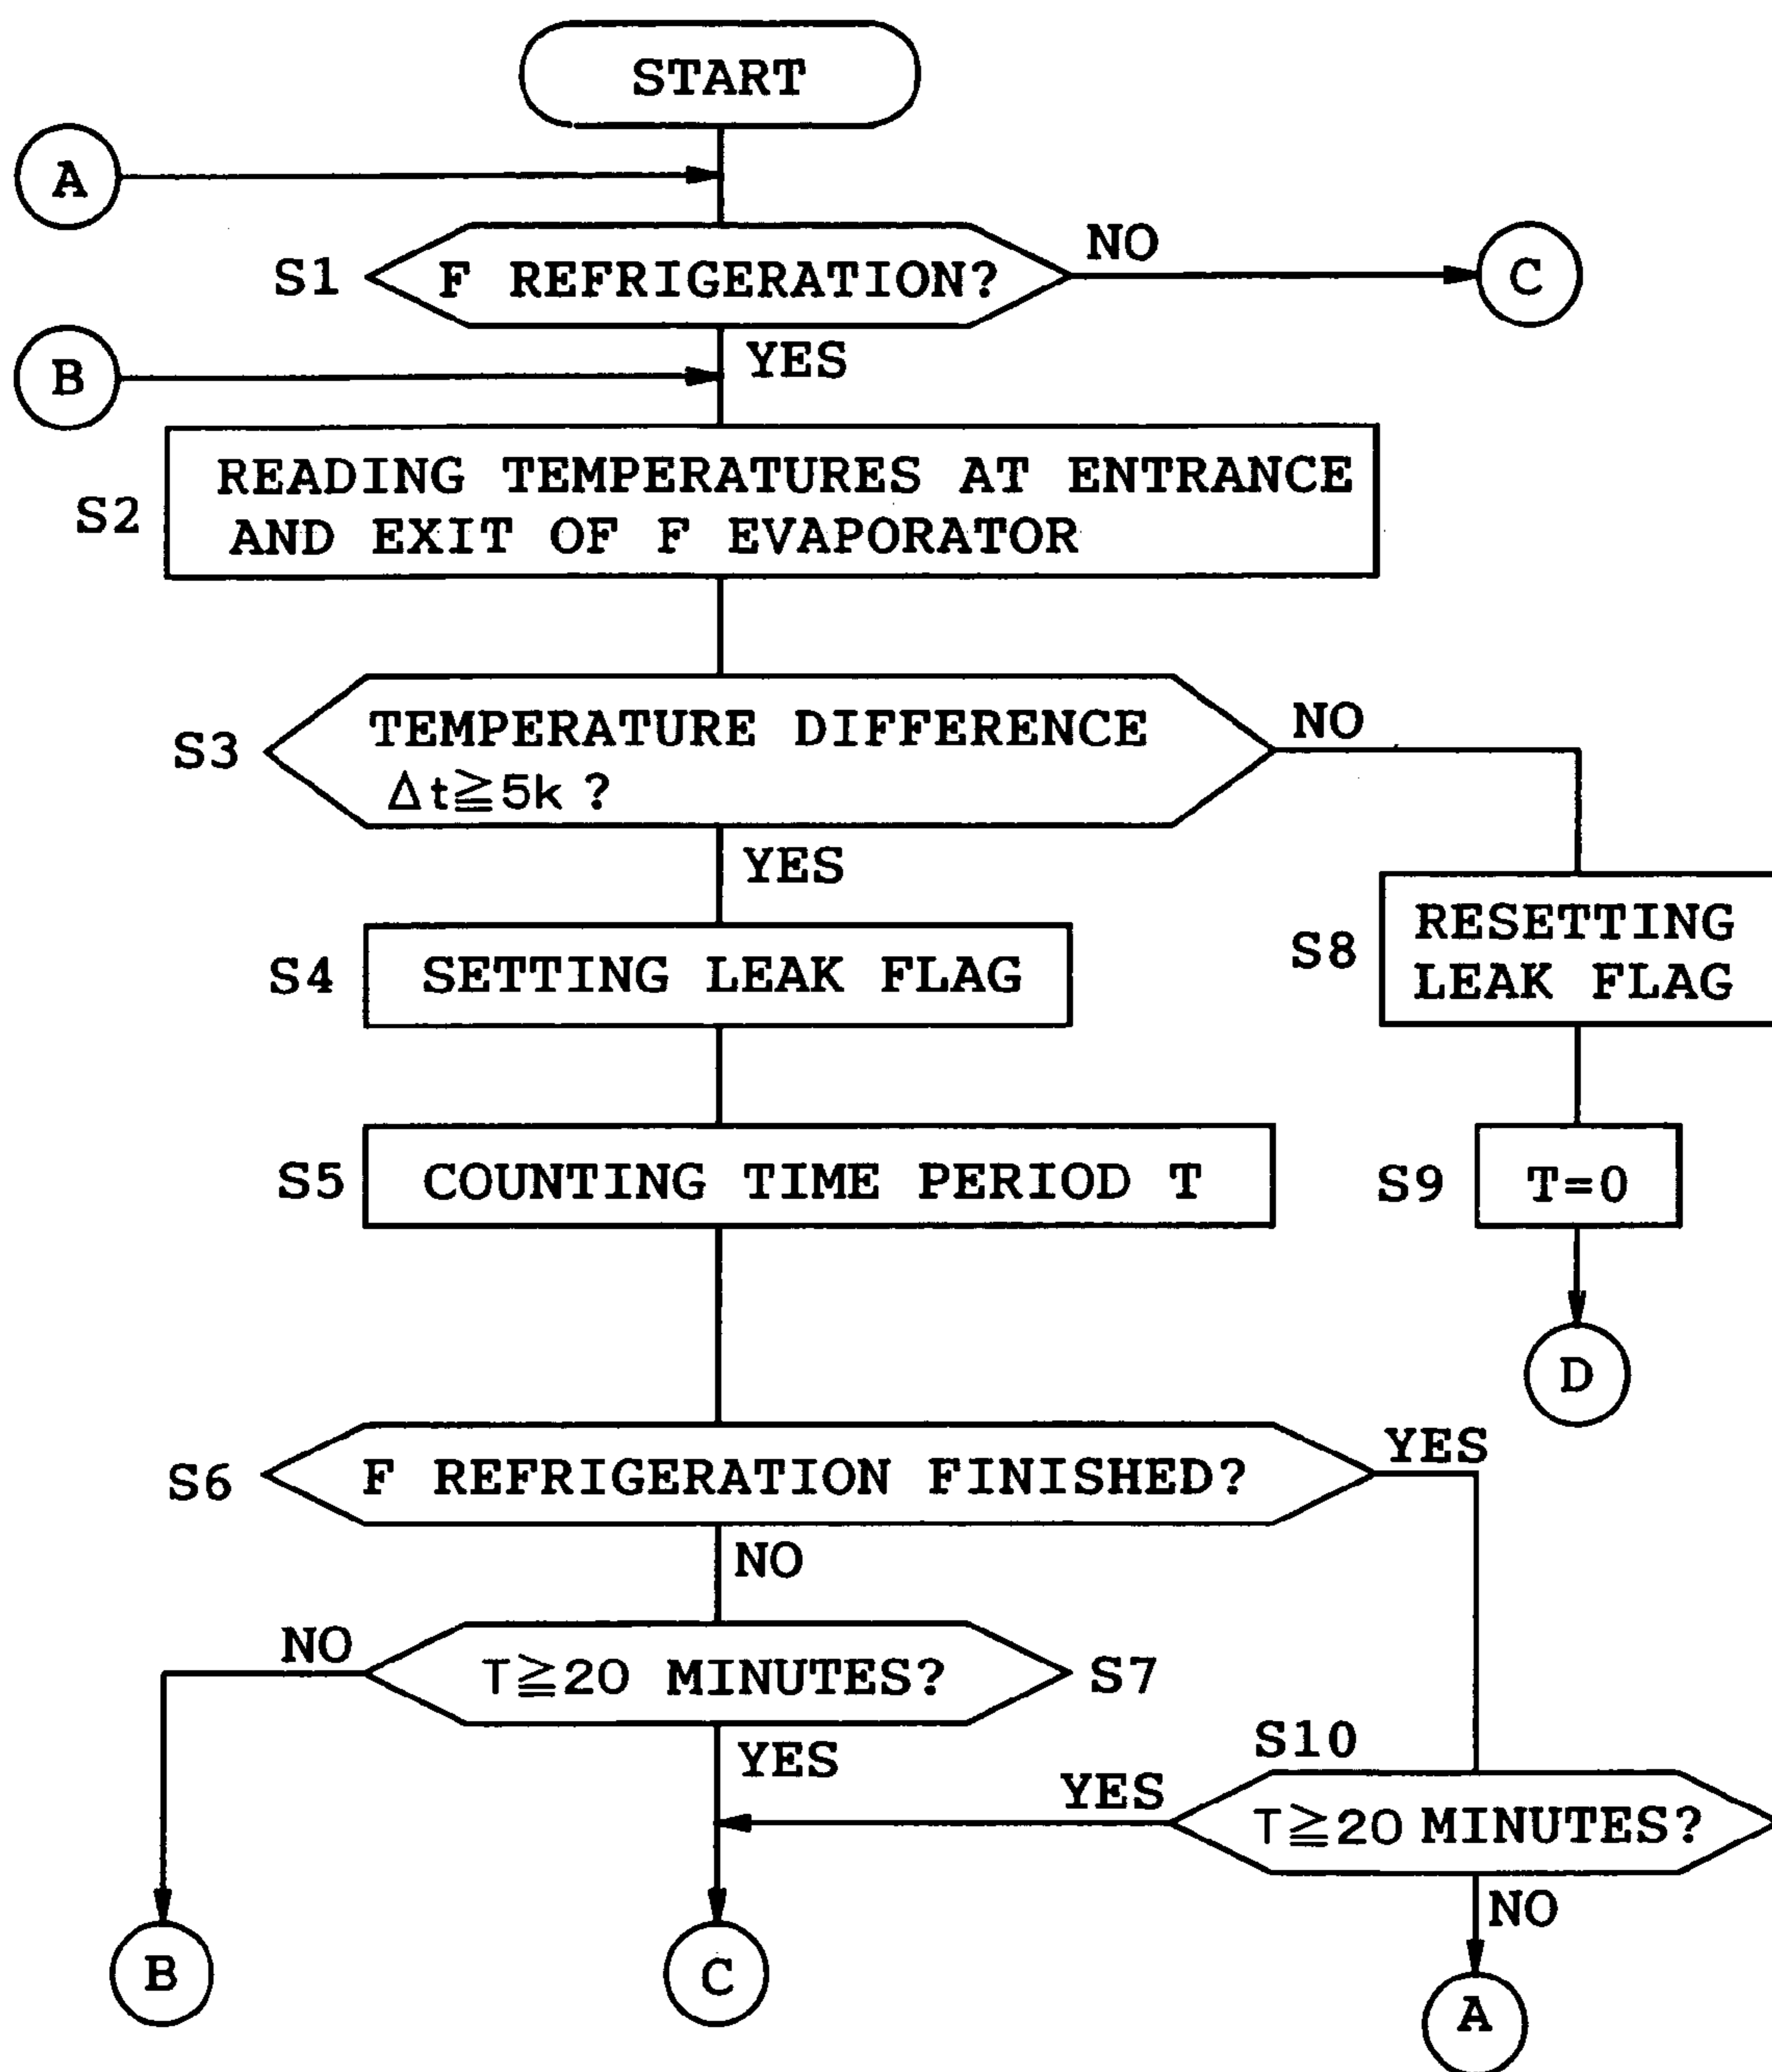 START
A
NO
S1
F REFRIGERATION?
C
B
YES
S2
READING TEMPERATURES AT ENTRANCE
AND EXIT OF F EVAPORATOR
S3
TEMPERATURE DIFFERENCE
Δt≧5k ?
NO
YES
S4
SETTING LEAK FLAG
S8
RESETTING
LEAK FLAG
S5
COUNTING TIME PERIOD T
S9
T=0
D
S6
F REFRIGERATION FINISHED?
YES
NO
NO
T≧20 MINUTES?
S7
YES
S10
YES
T≧20 MINUTES?
NO
B
C
A